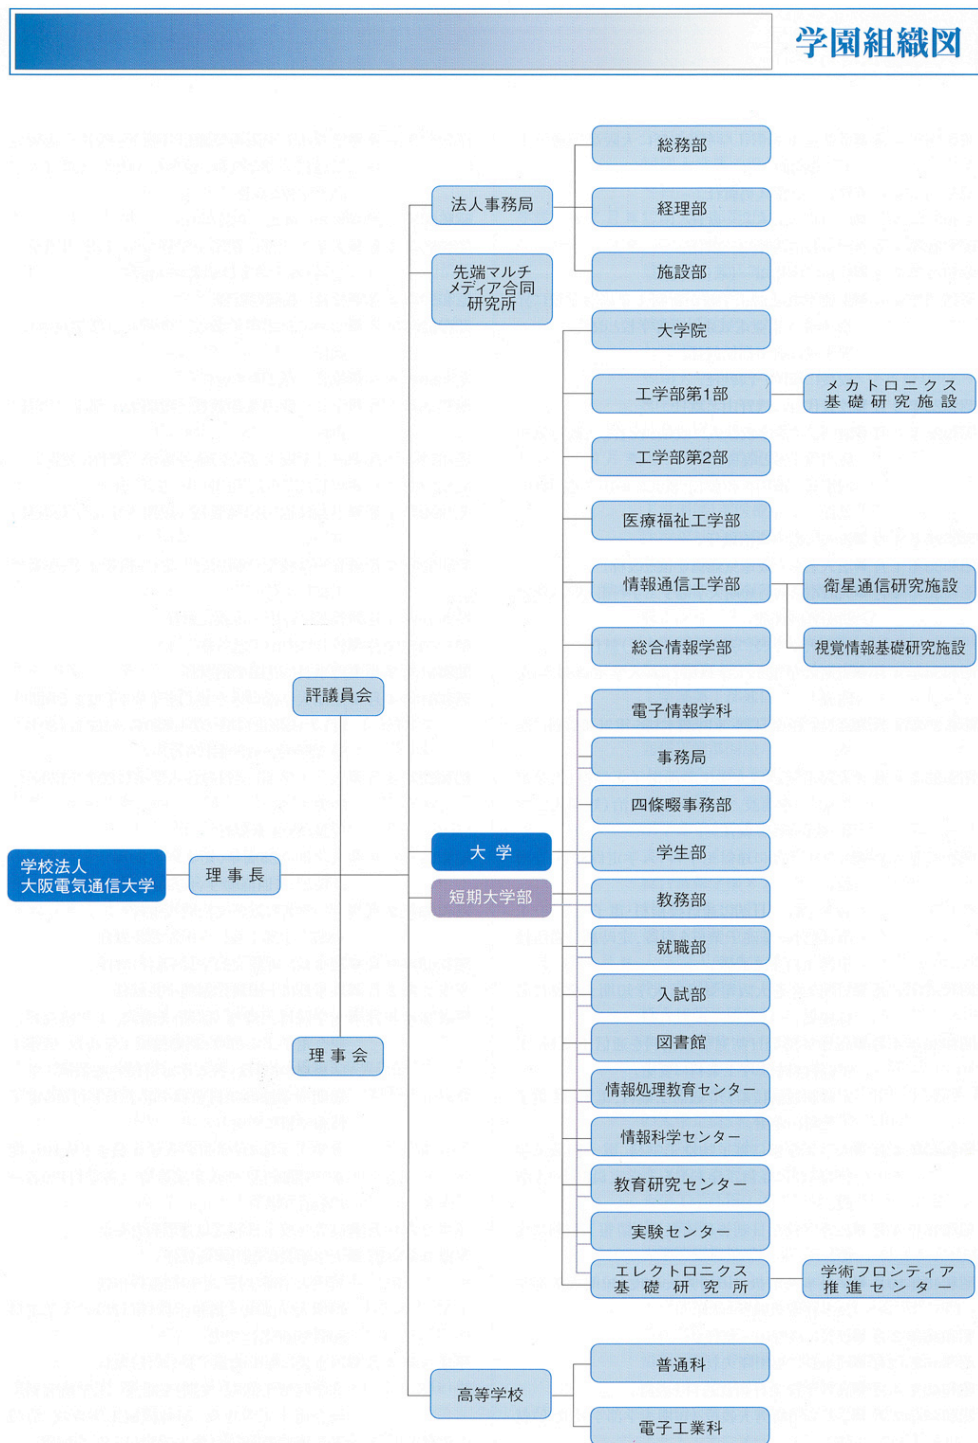 学園組織図
総務部
法人事務局
経理部
先端マルチ
メディア合同
研究所
施設部
大学院
工学部第1部
メカトロニクス
基礎研究施設
工学部第2部
医療福祉工学部
情報通信工学部
衛星通信研究施設
総合情報学部
視覚情報基礎研究施設
評議員会
電子情報学科
事務局
四條畷事務部
学校法人
大阪電気通信大学
理事長
大学
学生部
短期大学部
教務部
就職部
入試部
理事会
図書館
情報処理教育センター
情報科学センター
教育研究センター
実験センター
エレクトロニクス
基礎研究所
学術フロンティア
推進センター
普通科
高等学校
電子工業科